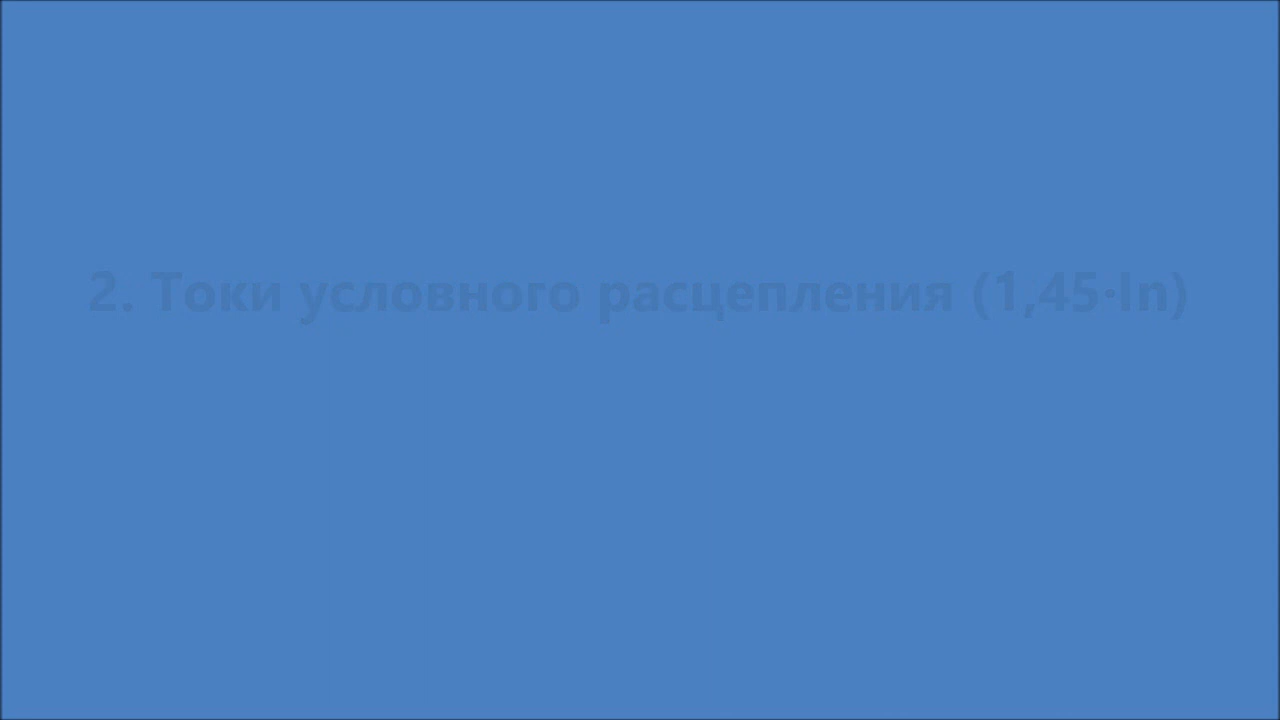 2. Токи условного расцепления (1,45·In)